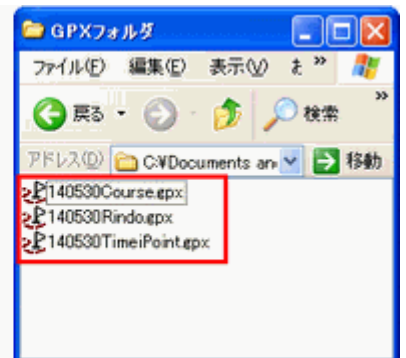 GPXフォルダ
ファイル(F) 編集(E) 表示(V) お »
戻る 検索 »
アドレス(D) C:¥Documents an 移動
140530Course.gpx
140530Rindo.gpx
140530TimeiPoint.gpx